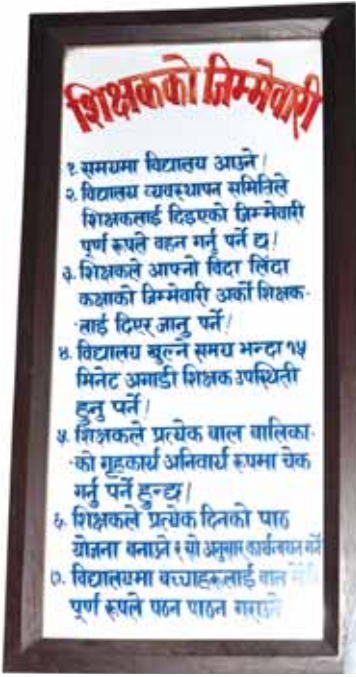 शिक्षकको जिम्मेवारी
१. समयमा विद्यालय आउने।
२. विद्यालय व्यवस्थापन समितिले
शिक्षकलाई दिइएको जिम्मेवारी
पूर्ण रूपले वहन गर्नु पर्ने छ।
३. शिक्षकले आफ्नो विदा लिंदा
कक्षाको जिम्मेवारी अर्को शिक्षक-
-लाई दिएर जानु पर्ने।
४. विद्यालय खुल्ने समय भन्दा १५
मिनेट अगाडी शिक्षक उपस्थिती
हुनु पर्ने।
५. शिक्षकले प्रत्येक बाल बालिका-
-को गृहकार्य अनिवार्य रूपमा चेक
गर्नु पर्ने हुन्छ।
६. शिक्षकले प्रत्येक दिनको पाठ
योजना बनाउने र यो अनुसार कार्यन्वयन गर्ने
७. विद्यालयमा बच्चाहरूलाई बाल मैत्री
पूर्ण रूपले पठन पाठन गराउने